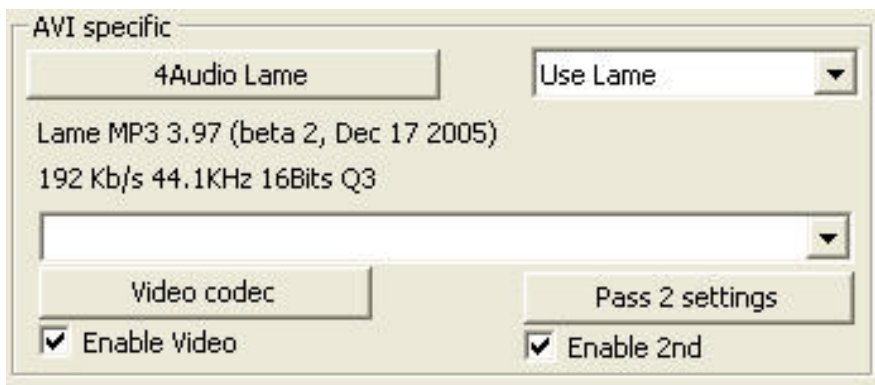 AVI specific
4Audio Lame
Use Lame
Lame MP3 3.97 (beta 2, Dec 17 2005)
192 Kb/s 44.1KHz 16Bits Q3
Video codec
Pass 2 settings
Enable Video
Enable 2nd